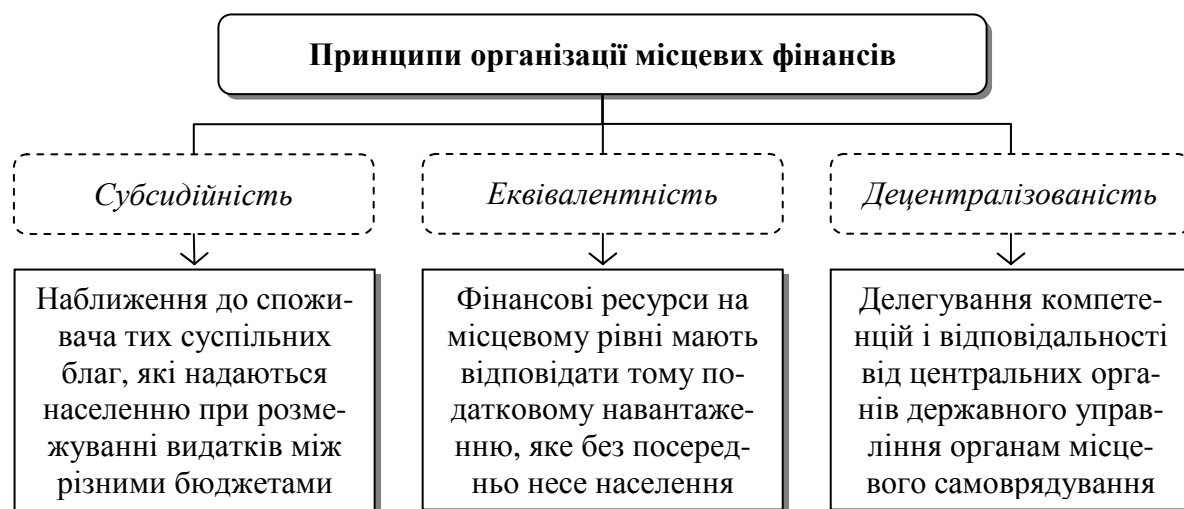 Принципи організації місцевих фінансів
Субсидійність
Наближення до спожи-
вача тих суспільних
благ, які надаються
населенню при розме-
жуванні видатків між
різними бюджетами
Еквівалентність
Фінансові ресурси на
місцевому рівні мають
відповідати тому по-
датковому навантаже-
нню, яке без посеред-
ньо несе населення
Децентралізованість
Делегування компете-
нцій і відповідальності
від центральних орга-
нів державного управ-
ління органам місце-
вого самоврядування